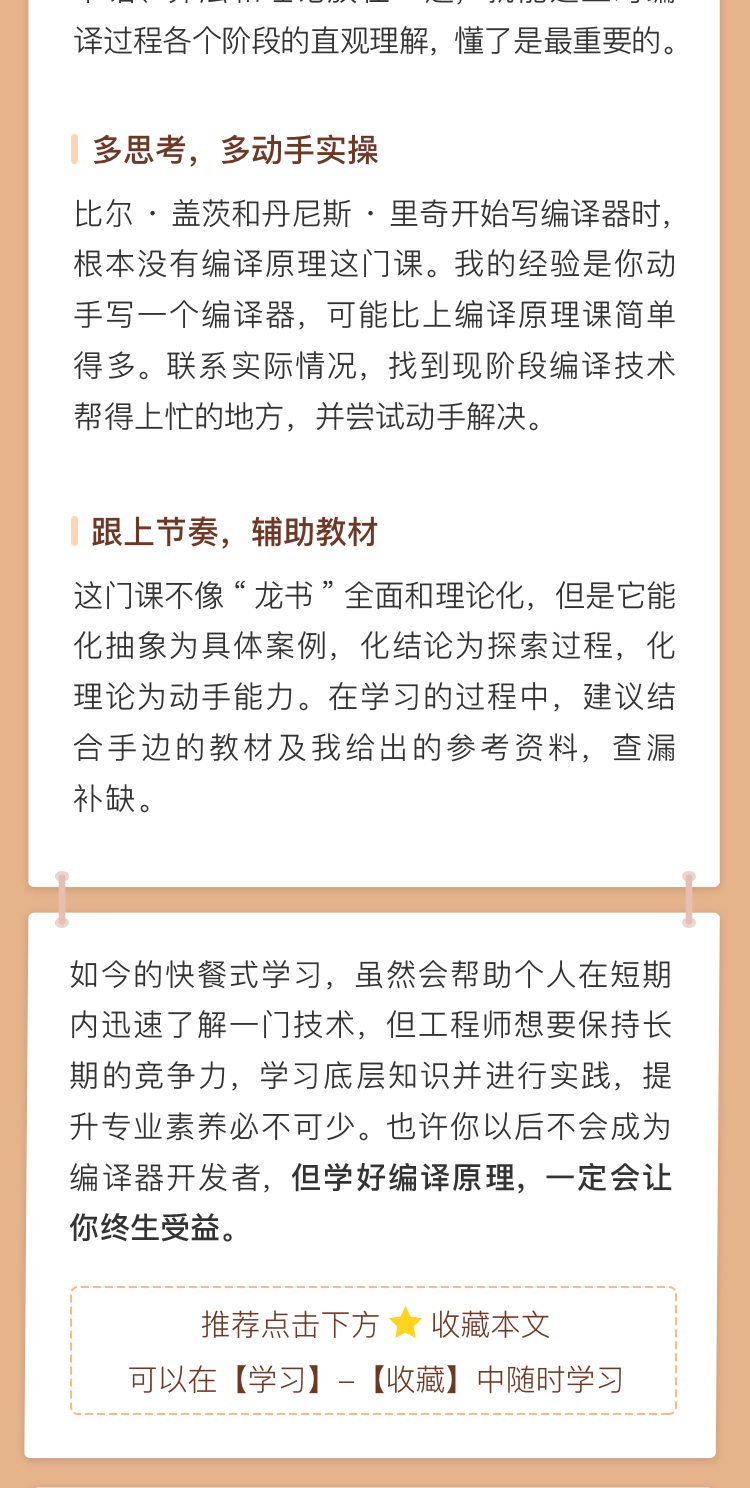 译过程各个阶段的直观理解，懂了是最重要的。
多思考，多动手实操
比尔·盖茨和丹尼斯·里奇开始写编译器时，
根本没有编译原理这门课。我的经验是你动
手写一个编译器，可能比上编译原理课简单
得多。联系实际情况，找到现阶段编译技术
帮得上忙的地方，并尝试动手解决。
跟上节奏，辅助教材
这门课不像“龙书”全面和理论化，但是它能
化抽象为具体案例，化结论为探索过程，化
理论为动手能力。在学习的过程中，建议结
合手边的教材及我给出的参考资料，查漏
补缺。
如今的快餐式学习，虽然会帮助个人在短期
内迅速了解一门技术，但工程师想要保持长
期的竞争力，学习底层知识并进行实践，提
升专业素养必不可少。也许你以后不会成为
编译器开发者，但学好编译原理，一定会让
你终生受益。
推荐点击下方⭐收藏本文
可以在【学习】–【收藏】中随时学习